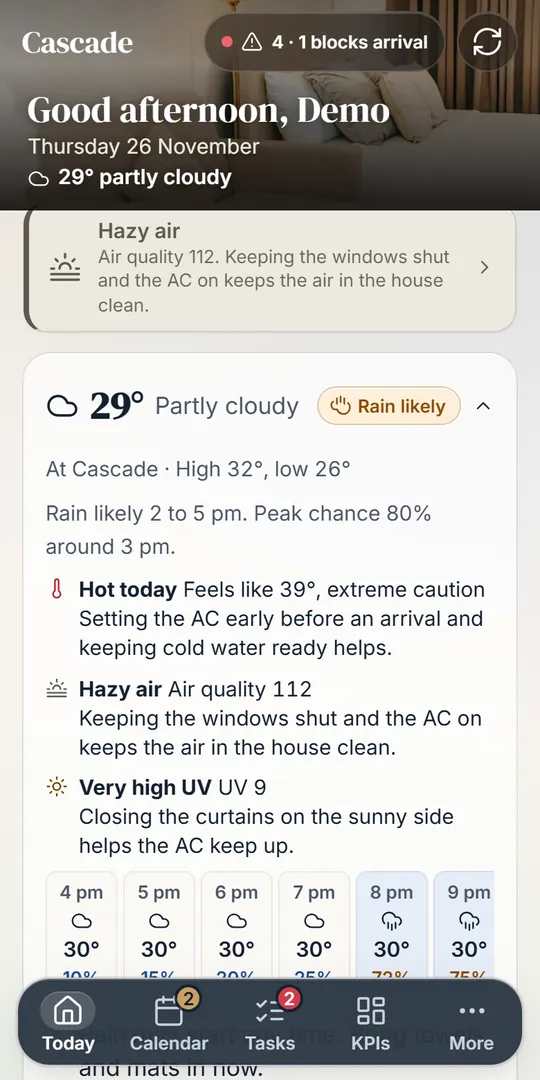 Cascade
4 · 1 blocks arrival
Good afternoon, Demo
Thursday 26 November
29° partly cloudy
Hazy air
Air quality 112. Keeping the windows shut
and the AC on keeps the air in the house
clean.
29° Partly cloudy
Rain likely
At Cascade · High 32°, low 26°
Rain likely 2 to 5 pm. Peak chance 80%
around 3 pm.
Hot today Feels like 39°, extreme caution
Setting the AC early before an arrival and
keeping cold water ready helps.
Hazy air Air quality 112
Keeping the windows shut and the AC on
keeps the air in the house clean.
Very high UV UV 9
Closing the curtains on the sunny side
helps the AC keep up.
4 pm 5 pm 6 pm 7 pm 8 pm 9 pm
30° 30° 30° 30° 30° 30°
10% 15% 20% 25% 72% 75%
2 2
Today Calendar Tasks KPIs More
and mats in now.